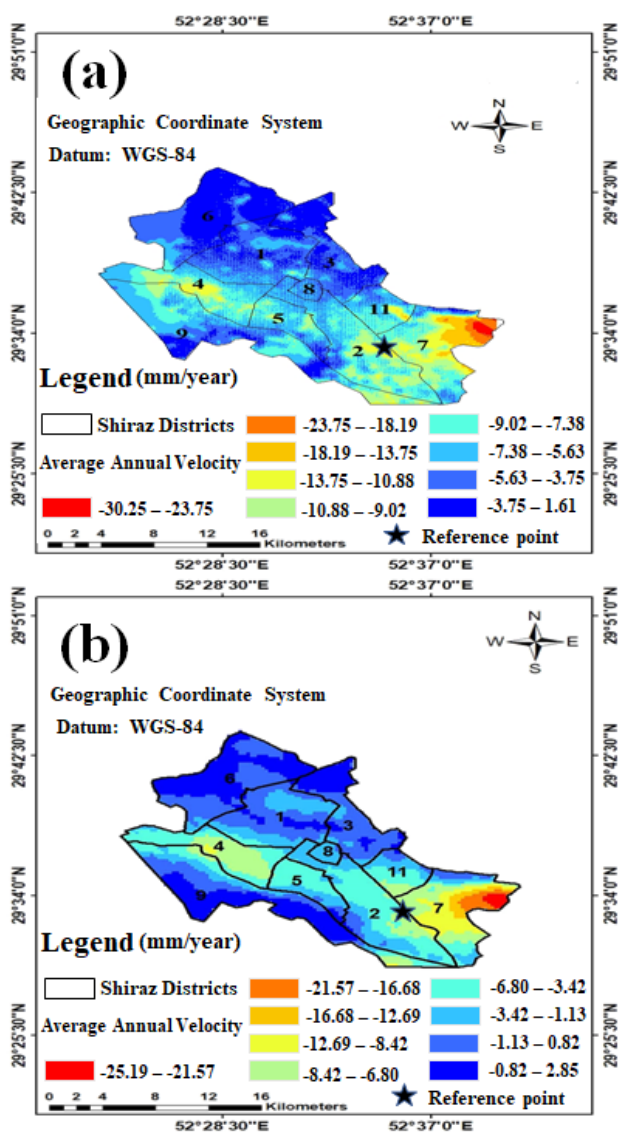 52°28'30"E 52°37'0"E
29°51'0"N 29°51'0"N
(a)
N
W E
S
Geographic Coordinate System
Datum: WGS-84
29°42'30"N 29°42'30"N
6
1
3
4
8
11
5
29°34'0"N 29°34'0"N
9
2 7
Legend (mm/year)
Shiraz Districts -23.75 – -18.19 -9.02 – -7.38
Average Annual Velocity -18.19 – -13.75 -7.38 – -5.63
-13.75 – -10.88 -5.63 – -3.75
-30.25 – -23.75 -10.88 – -9.02 -3.75 – 1.61
29°25'30"N 29°25'30"N
0 2 4 8 12 16
Kilometers
Reference point
52°28'30"E 52°37'0"E
29°51'0"N 29°51'0"N
(b)
N
W E
S
Geographic Coordinate System
Datum: WGS-84
29°42'30"N 29°42'30"N
6
1
3
4
8
11
5
29°34'0"N 29°34'0"N
9
2 7
Legend (mm/year)
Shiraz Districts -21.57 – -16.68 -6.80 – -3.42
Average Annual Velocity -16.68 – -12.69 -3.42 – -1.13
-12.69 – -8.42 -1.13 – 0.82
-25.19 – -21.57 -8.42 – -6.80 -0.82 – 2.85
29°25'30"N 29°25'30"N
0 2 4 8 12 16
Kilometers
Reference point
52°28'30"E 52°37'0"E